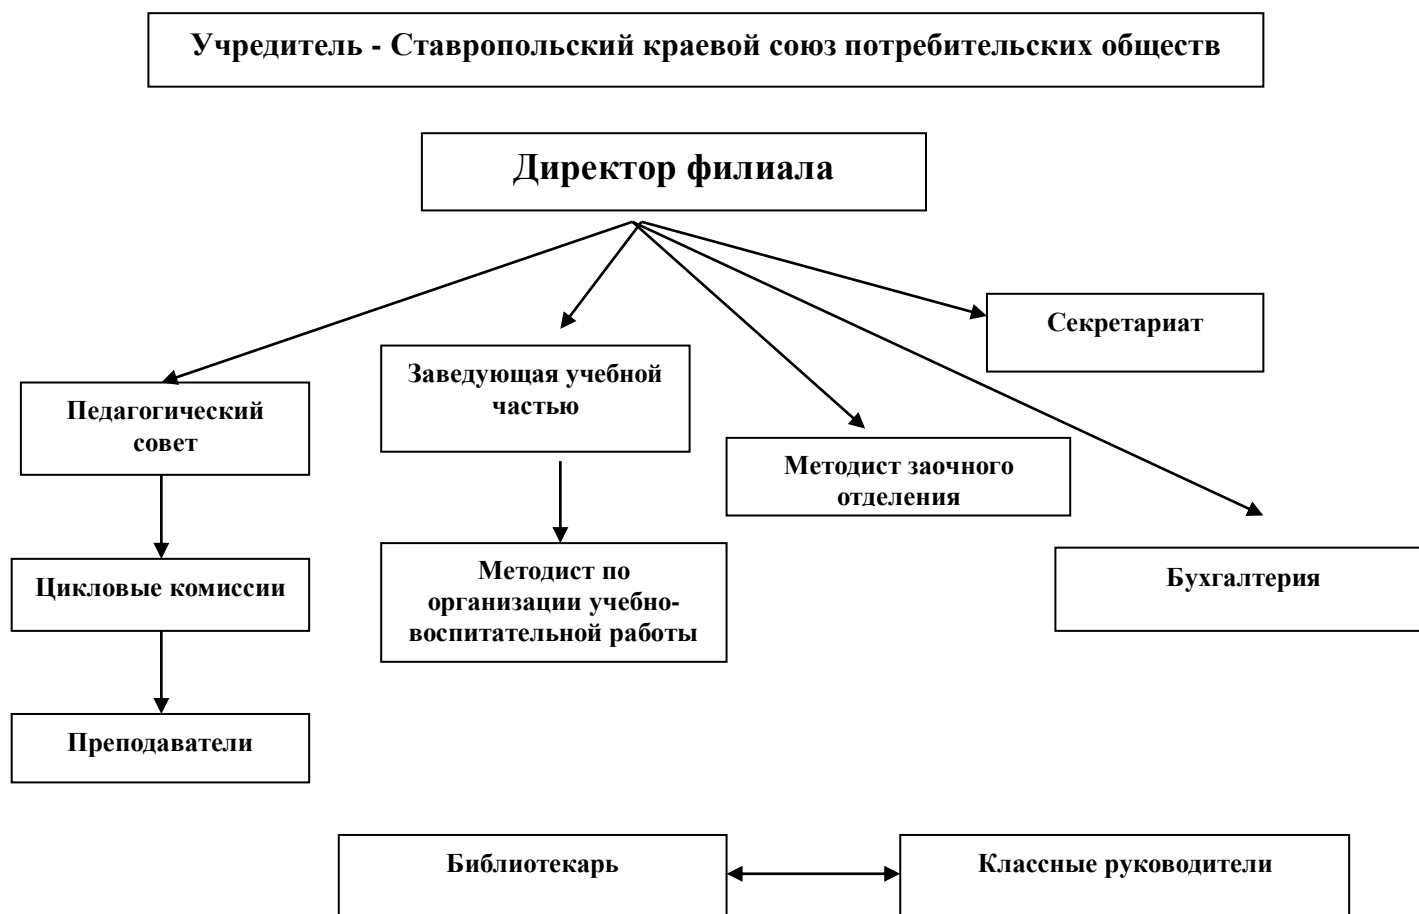 Учредитель - Ставропольский краевой союз потребительских обществ
Директор филиала
Секретариат
Заведующая учебной
частью
Педагогический
совет
Методист заочного
отделения
Методист по
организации учебно-
воспитательной работы
Бухгалтерия
Цикловые комиссии
Преподаватели
Библиотекарь
Классные руководители